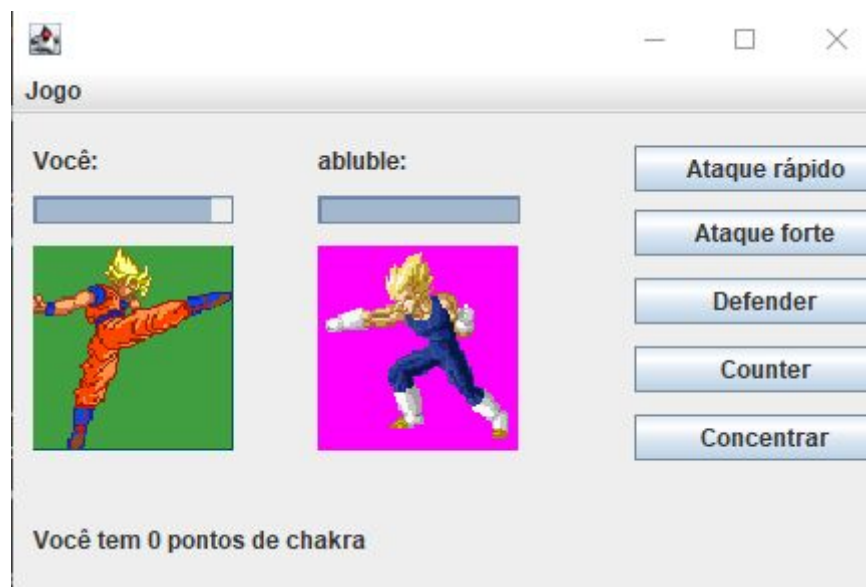 Jogo
Você:
abluble:
Ataque rápido
Ataque forte
Defender
Counter
Concentrar
Você tem 0 pontos de chakra